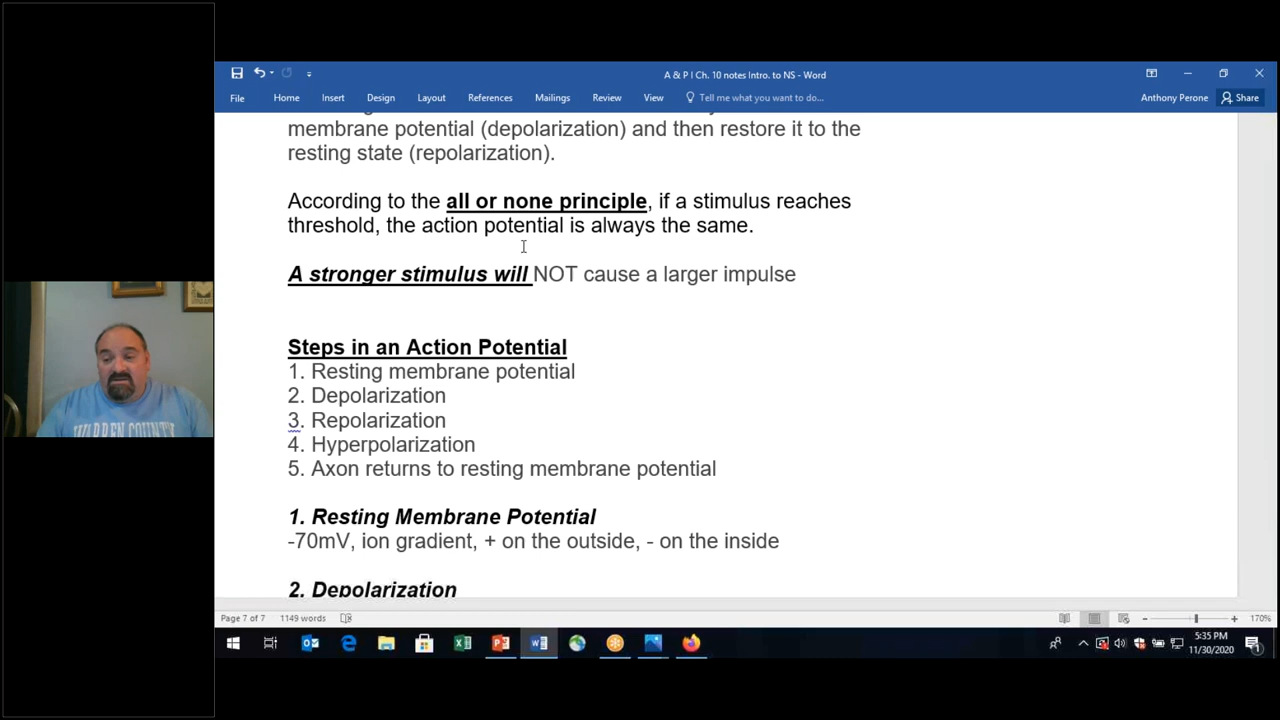 A & P I Ch. 10 notes Intro. to NS - Word
File Home Insert Design Layout References Mailings Review View Tell me what you want to do... Anthony Perone Share
membrane potential (depolarization) and then restore it to the
resting state (repolarization).
According to the all or none principle, if a stimulus reaches
threshold, the action potential is always the same.
A stronger stimulus will NOT cause a larger impulse
Steps in an Action Potential
1. Resting membrane potential
2. Depolarization
3. Repolarization
4. Hyperpolarization
5. Axon returns to resting membrane potential
1. Resting Membrane Potential
-70mV, ion gradient, + on the outside, - on the inside
2. Depolarization
WARREN COUNTY
Page 7 of 7 1149 words 170%
5:35 PM
11/30/2020